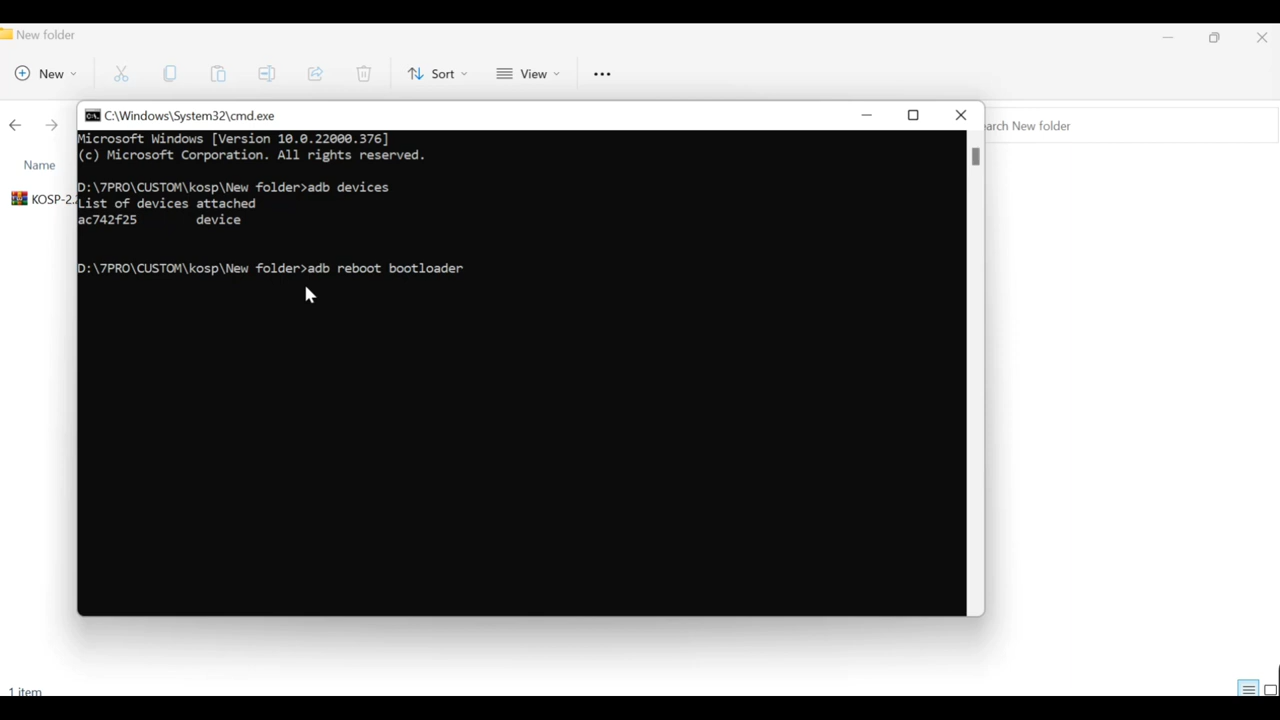 New folder
New
Sort
View
C:\Windows\System32\cmd.exe
earch New folder
Name
KOSP-2.
Microsoft Windows [Version 10.0.22000.376]
(c) Microsoft Corporation. All rights reserved.
D:\7PRO\CUSTOM\kosp\New folder>adb devices
List of devices attached
ac742f25 device
D:\7PRO\CUSTOM\kosp\New folder>adb reboot bootloader
1 item